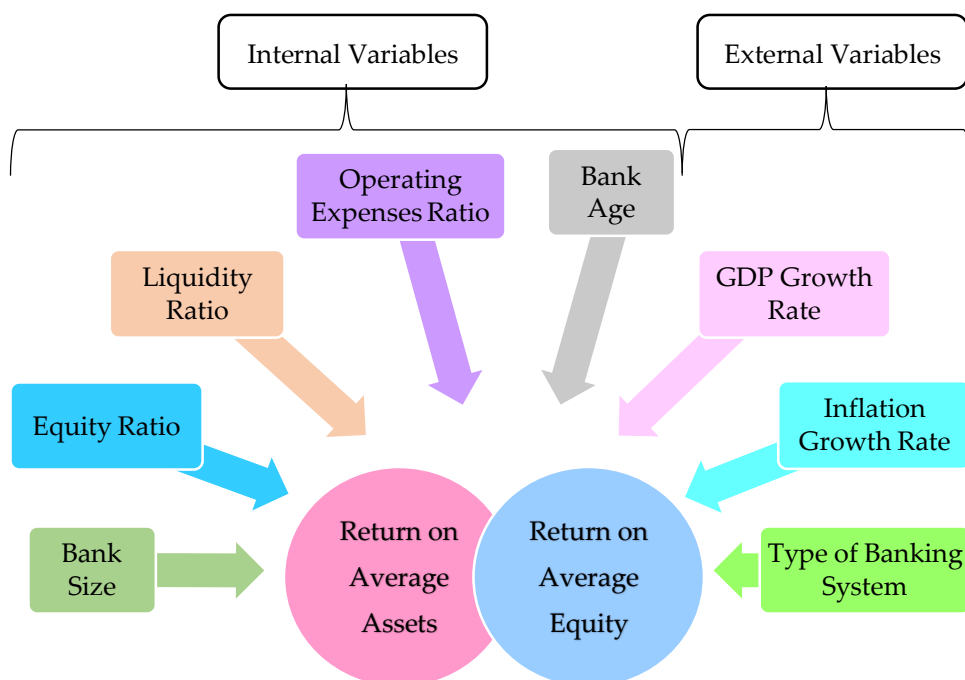 Internal Variables
External Variables
Operating
Expenses Ratio
Bank
Age
Liquidity
Ratio
GDP Growth
Rate
Equity Ratio
Inflation
Growth Rate
Bank
Size
Return on
Average
Assets
Return on
Average
Equity
Type of Banking
System